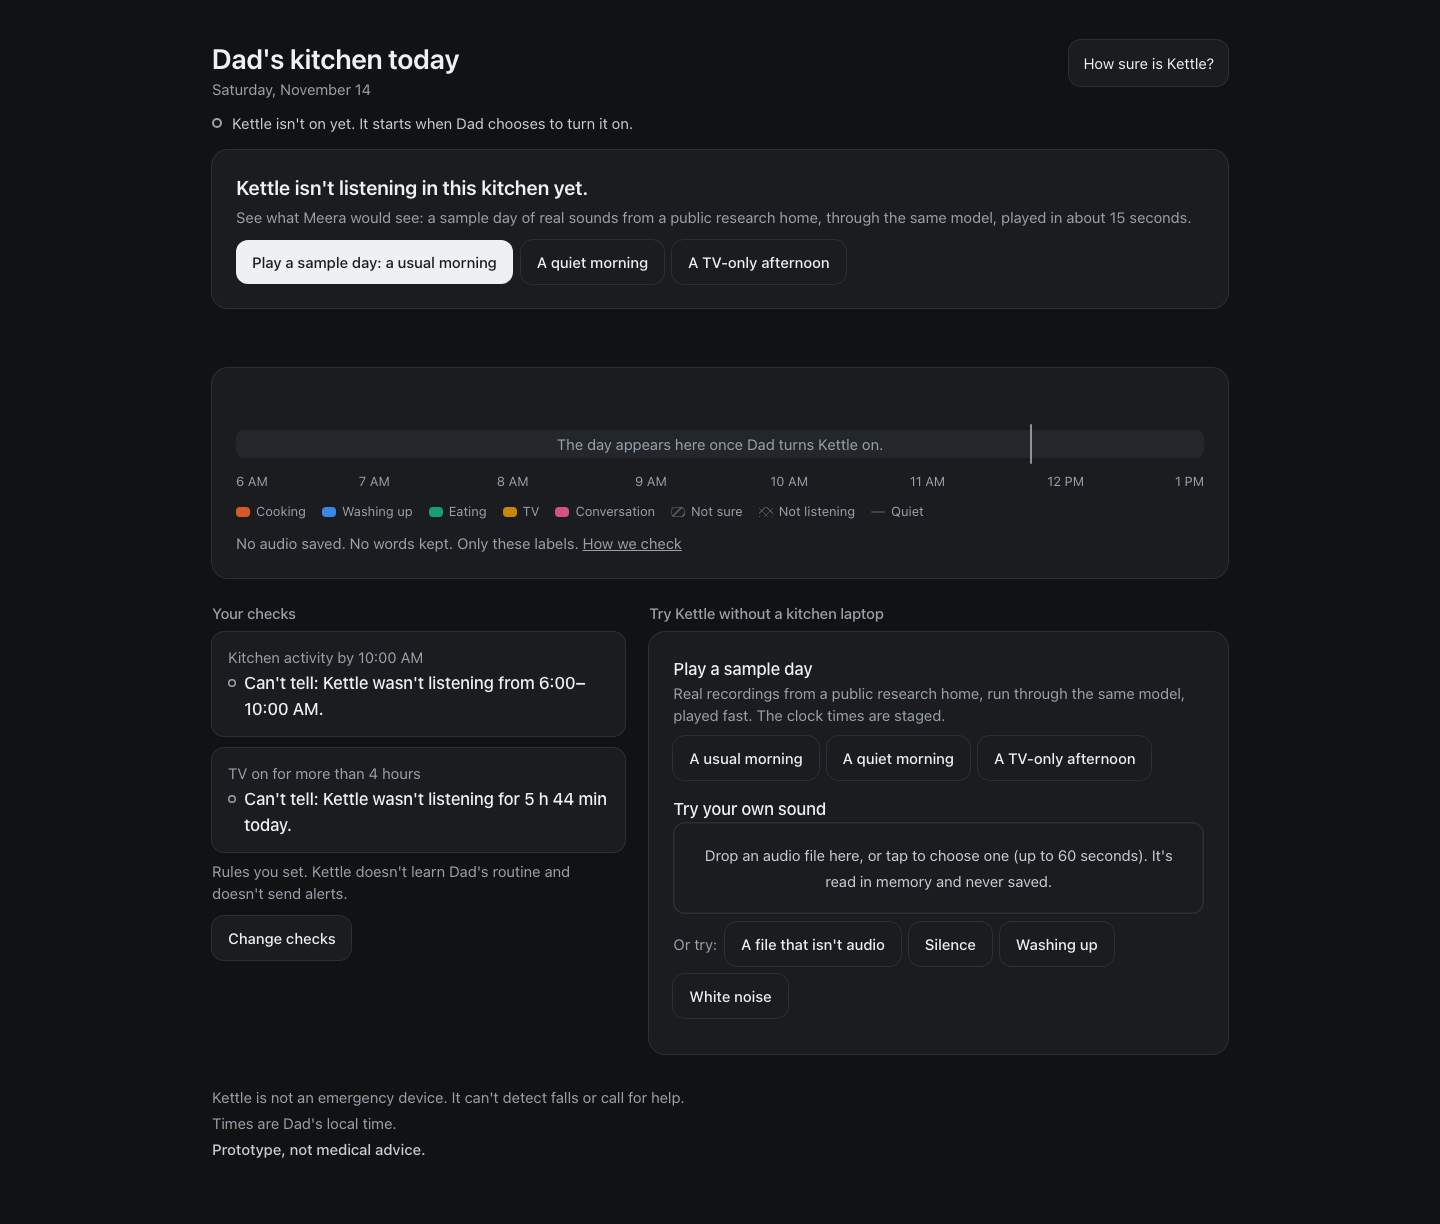 Dad's kitchen today
How sure is Kettle?
Saturday, November 14
Kettle isn't on yet. It starts when Dad chooses to turn it on.
Kettle isn't listening in this kitchen yet.
See what Meera would see: a sample day of real sounds from a public research home, through the same model, played in about 15 seconds.
Play a sample day: a usual morning
A quiet morning
A TV-only afternoon
The day appears here once Dad turns Kettle on.
6 AM 7 AM 8 AM 9 AM 10 AM 11 AM 12 PM 1 PM
Cooking Washing up Eating TV Conversation Not sure Not listening Quiet
No audio saved. No words kept. Only these labels. How we check
Your checks
Kitchen activity by 10:00 AM
Can't tell: Kettle wasn't listening from 6:00–
10:00 AM.
TV on for more than 4 hours
Can't tell: Kettle wasn't listening for 5 h 44 min
today.
Rules you set. Kettle doesn't learn Dad's routine and
doesn't send alerts.
Change checks
Try Kettle without a kitchen laptop
Play a sample day
Real recordings from a public research home, run through the same model,
played fast. The clock times are staged.
A usual morning
A quiet morning
A TV-only afternoon
Try your own sound
Drop an audio file here, or tap to choose one (up to 60 seconds). It's
read in memory and never saved.
Or try:
A file that isn't audio
Silence
Washing up
White noise
Kettle is not an emergency device. It can't detect falls or call for help.
Times are Dad's local time.
Prototype, not medical advice.